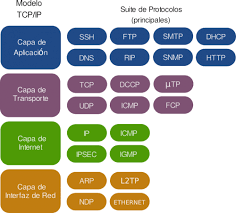 Modelo
TCP/IP
Suite de Protocolos
(principales)
Capa de
Aplicación
SSH
FTP
SMTP
DHCP
DNS
RIP
SNMP
HTTP
Capa de
Transporte
TCP
DCCP
µTP
UDP
ICMP
FCP
Capa de
Internet
IP
ICMP
IPSEC
IGMP
Capa de
Interfaz de Red
ARP
L2TP
NDP
ETHERNET